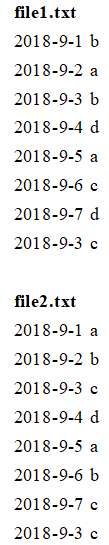 file1.txt
2018-9-1 b
2018-9-2 a
2018-9-3 b
2018-9-4 d
2018-9-5 a
2018-9-6 c
2018-9-7 d
2018-9-3 c
file2.txt
2018-9-1 a
2018-9-2 b
2018-9-3 c
2018-9-4 d
2018-9-5 a
2018-9-6 b
2018-9-7 c
2018-9-3 c